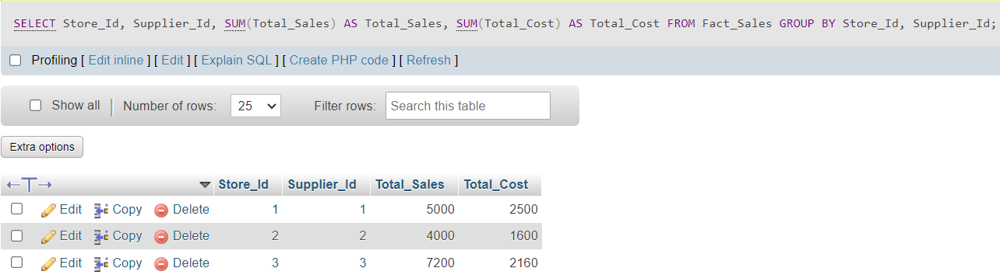 SELECT Store_Id, Supplier_Id, SUM(Total_Sales) AS Total_Sales, SUM(Total_Cost) AS Total_Cost FROM Fact_Sales GROUP BY Store_Id, Supplier_Id;
Profiling [ Edit inline ] [ Edit ] [ Explain SQL ] [ Create PHP code ] [ Refresh ]
Show all Number of rows: 25 Filter rows: Search this table
Extra options
Store_Id Supplier_Id Total_Sales Total_Cost
Edit Copy Delete 1 1 5000 2500
Edit Copy Delete 2 2 4000 1600
Edit Copy Delete 3 3 7200 2160